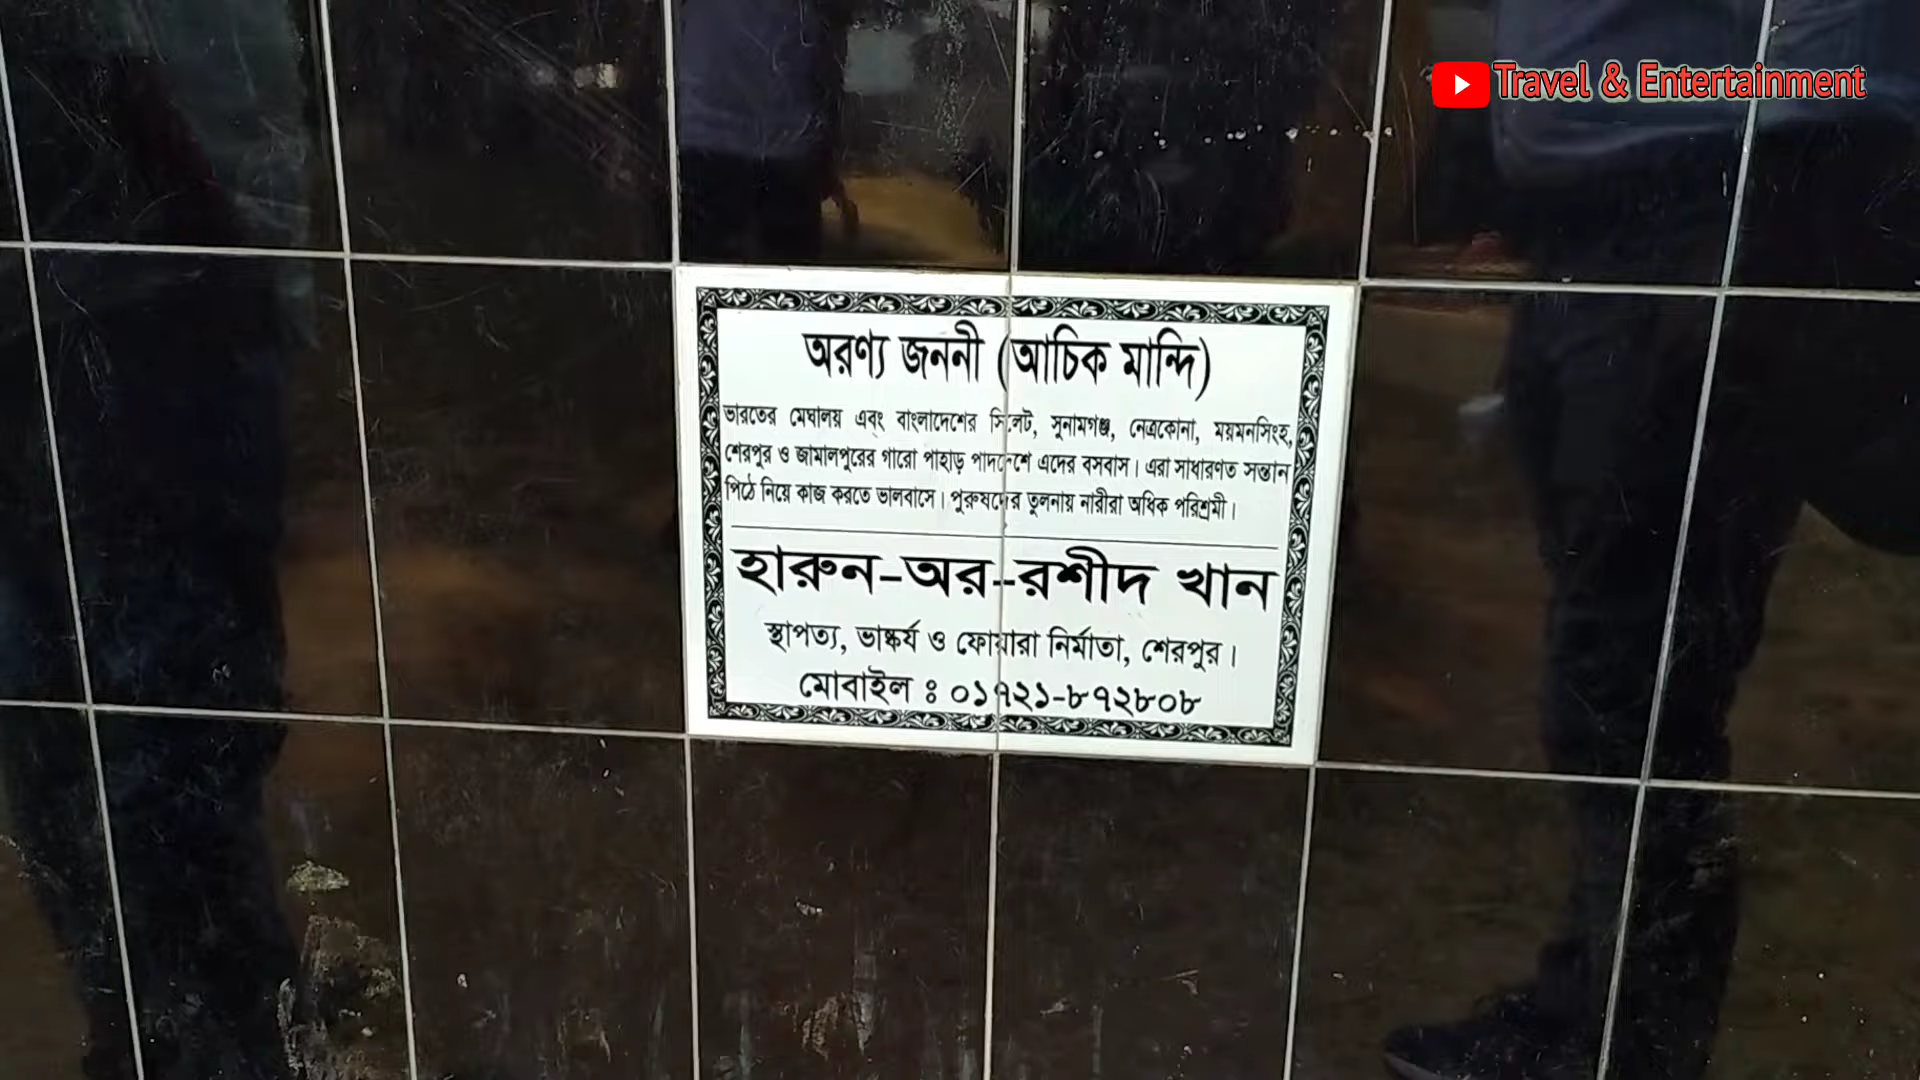 Travel & Entertainment
অরণ্য জননী (আচিক মান্দি)
ভারতের মেঘালয় এবং বাংলাদেশের সিলেট, সুনামগঞ্জ, নেত্রকোনা, ময়মনসিংহ,
শেরপুর ও জামালপুরের গারো পাহাড় পাদদেশে এদের বসবাস। এরা সাধারণত সন্তান
পিঠে নিয়ে কাজ করতে ভালবাসে। পুরুষদের তুলনায় নারীরা অধিক পরিশ্রমী।
হারুন-অর-রশীদ খান
স্থাপত্য, ভাষ্কর্য ও ফোয়ারা নির্মাতা, শেরপুর।
মোবাইল ঃ ০১৭২১-৮৭২৮০৮